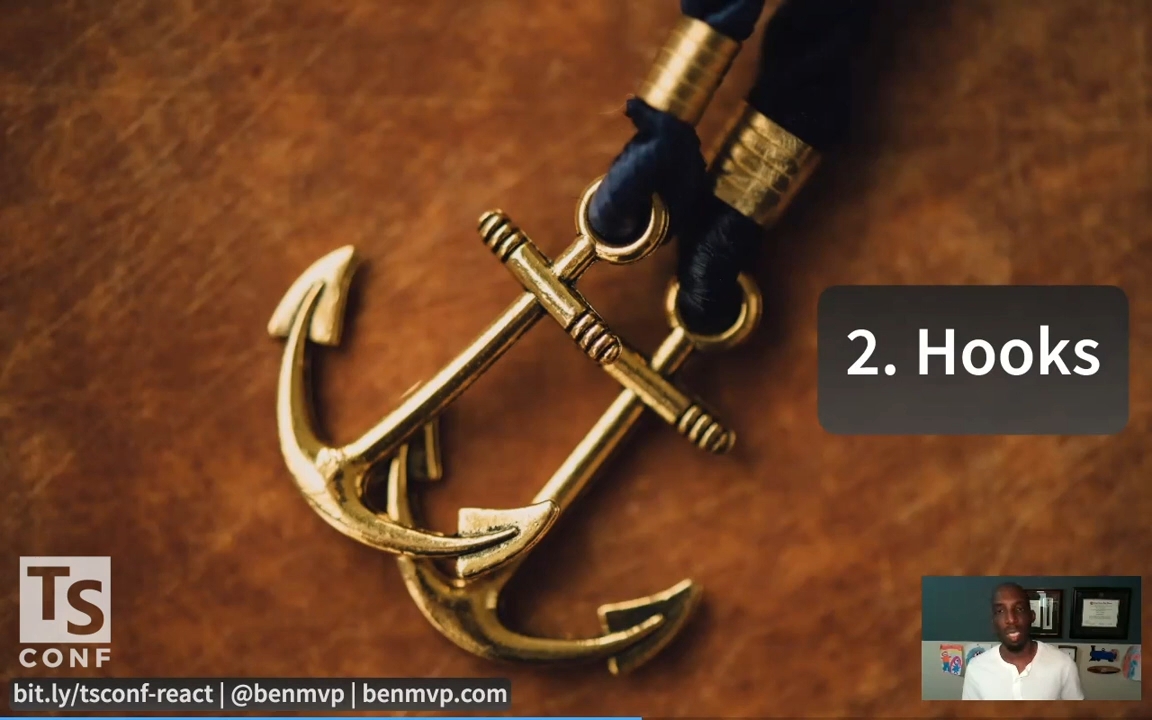 2. Hooks
TS
CONF
bit.ly/tsconf-react | @benmvp | benmvp.com